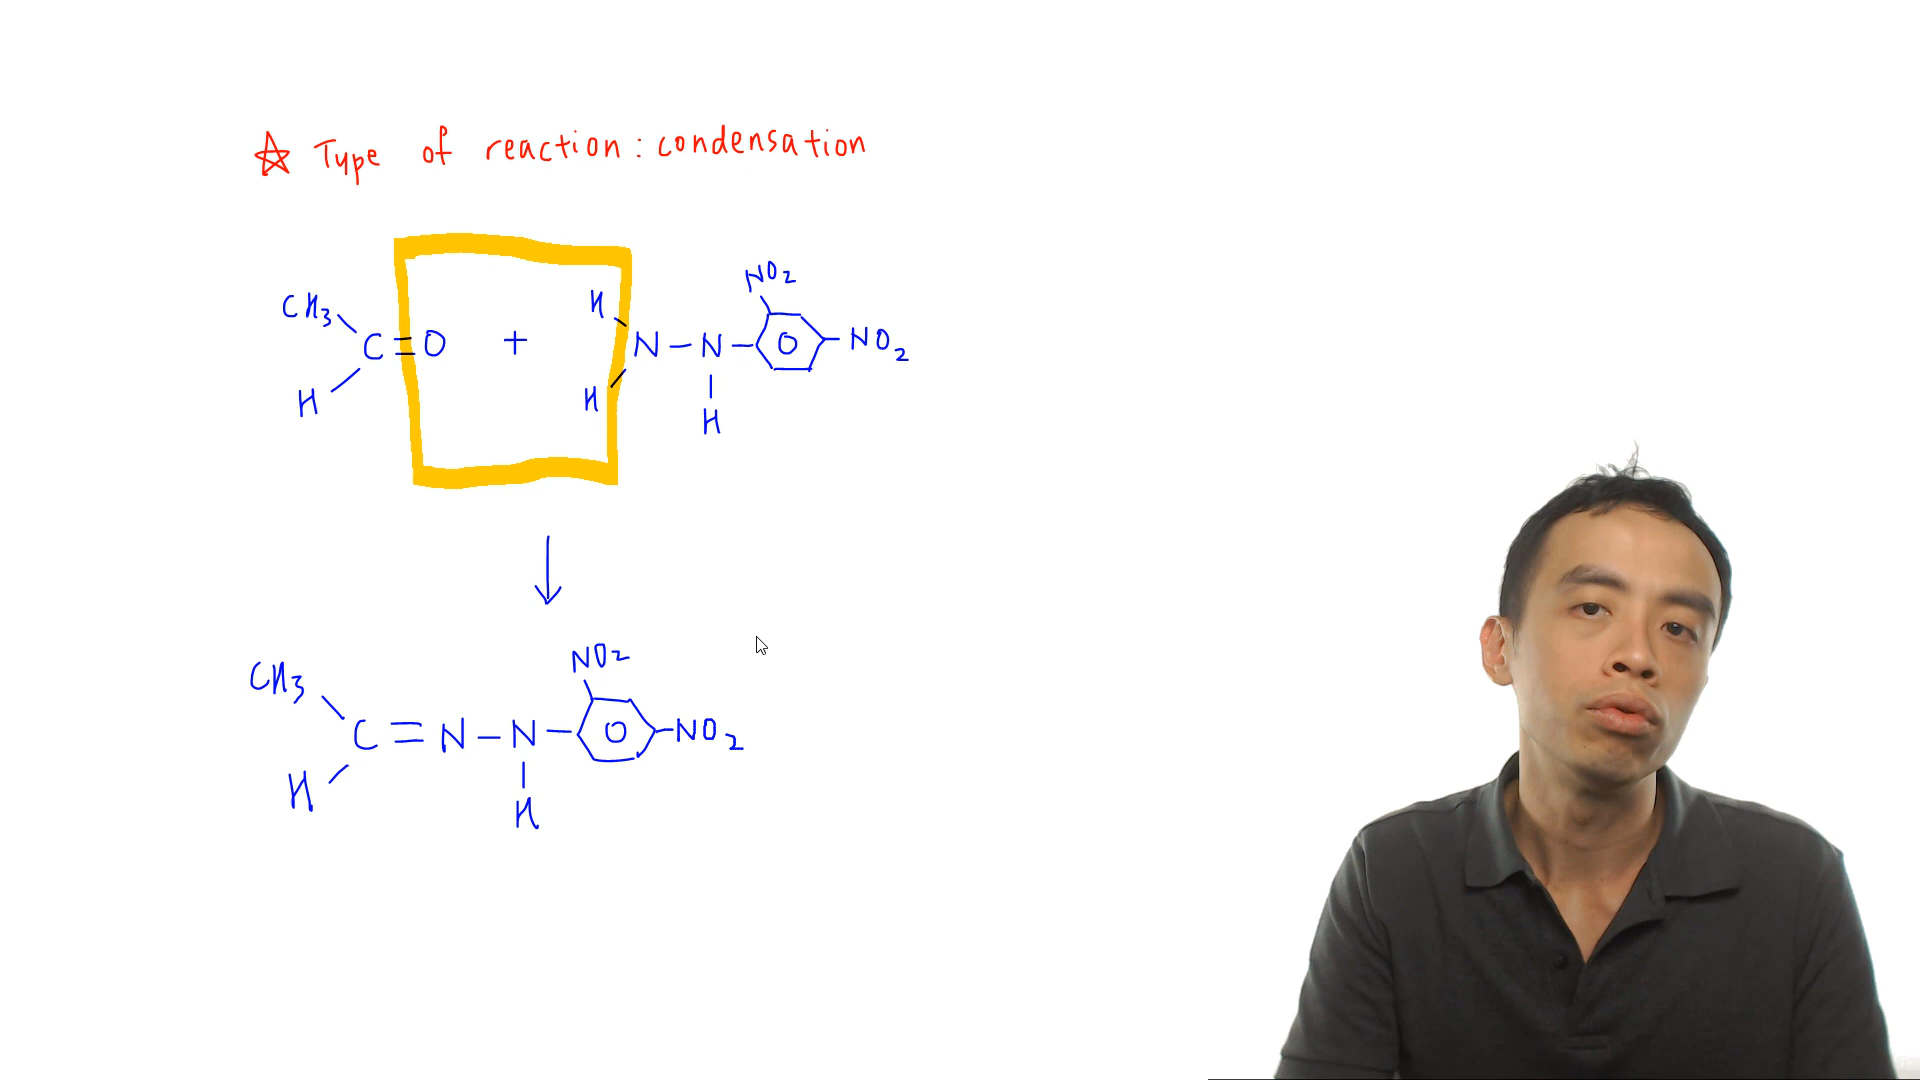 ☆ Type of reaction: condensation
NO2
CH3 H
C=O + N-N- -NO2
H H H
NO2
CH3
C=N-N- -NO2
H H